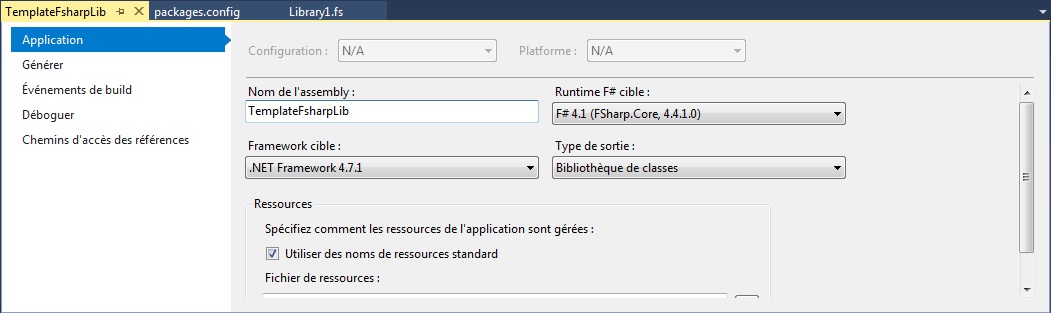 TemplateFsharpLib packages.config Library1.fs
Application
Générer
Événements de build
Déboguer
Chemins d'accès des références
Configuration : N/A Platforme : N/A
Nom de l'assembly : Runtime F# cible :
TemplateFsharpLib F# 4.1 (FSharp.Core, 4.4.1.0)
Framework cible : Type de sortie :
.NET Framework 4.7.1 Bibliothèque de classes
Ressources
Spécifiez comment les ressources de l'application sont gérées :
Utiliser des noms de ressources standard
Fichier de ressources :